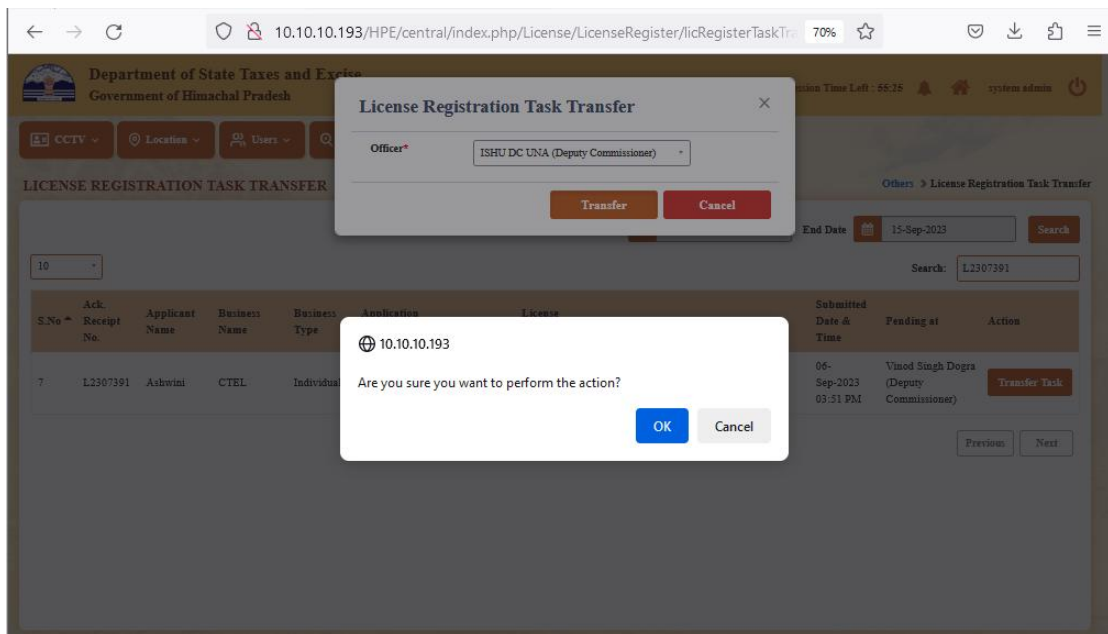 10.10.10.193/HPE/central/index.php/License/LicenseRegister/licRegisterTaskTra 70%
Department of State Taxes and Excise
Government of Himachal Pradesh
Session Time Left : 55:25
system admin
CCTV
Location
Users
License Registration Task Transfer
Officer*
ISHU DC UNA (Deputy Commissioner)
Transfer
Cancel
LICENSE REGISTRATION TASK TRANSFER
Others > License Registration Task Transfer
End Date 15-Sep-2023 Search
10
Search: L2307391
S.No
Ack. Receipt No.
Applicant Name
Business Name
Business Type
Application
License
Submitted Date & Time
Pending at
Action
7 L2307391 Ashwini CTEL Individual
06-Sep-2023 03:51 PM
Vinod Singh Dogra (Deputy Commissioner)
Transfer Task
10.10.10.193
Are you sure you want to perform the action?
OK
Cancel
Previous
Next